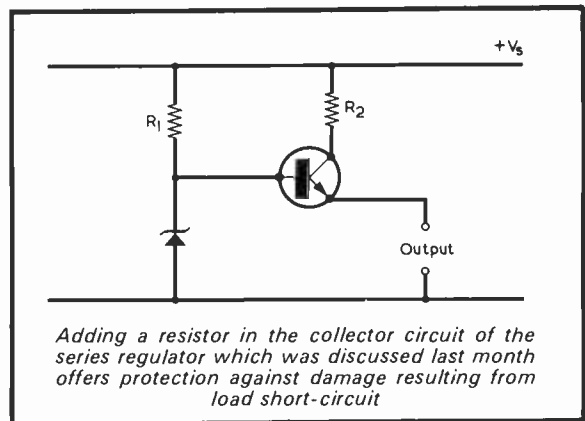 +Vs
R1
R2
Output
Adding a resistor in the collector circuit of the
series regulator which was discussed last month
offers protection against damage resulting from
load short-circuit